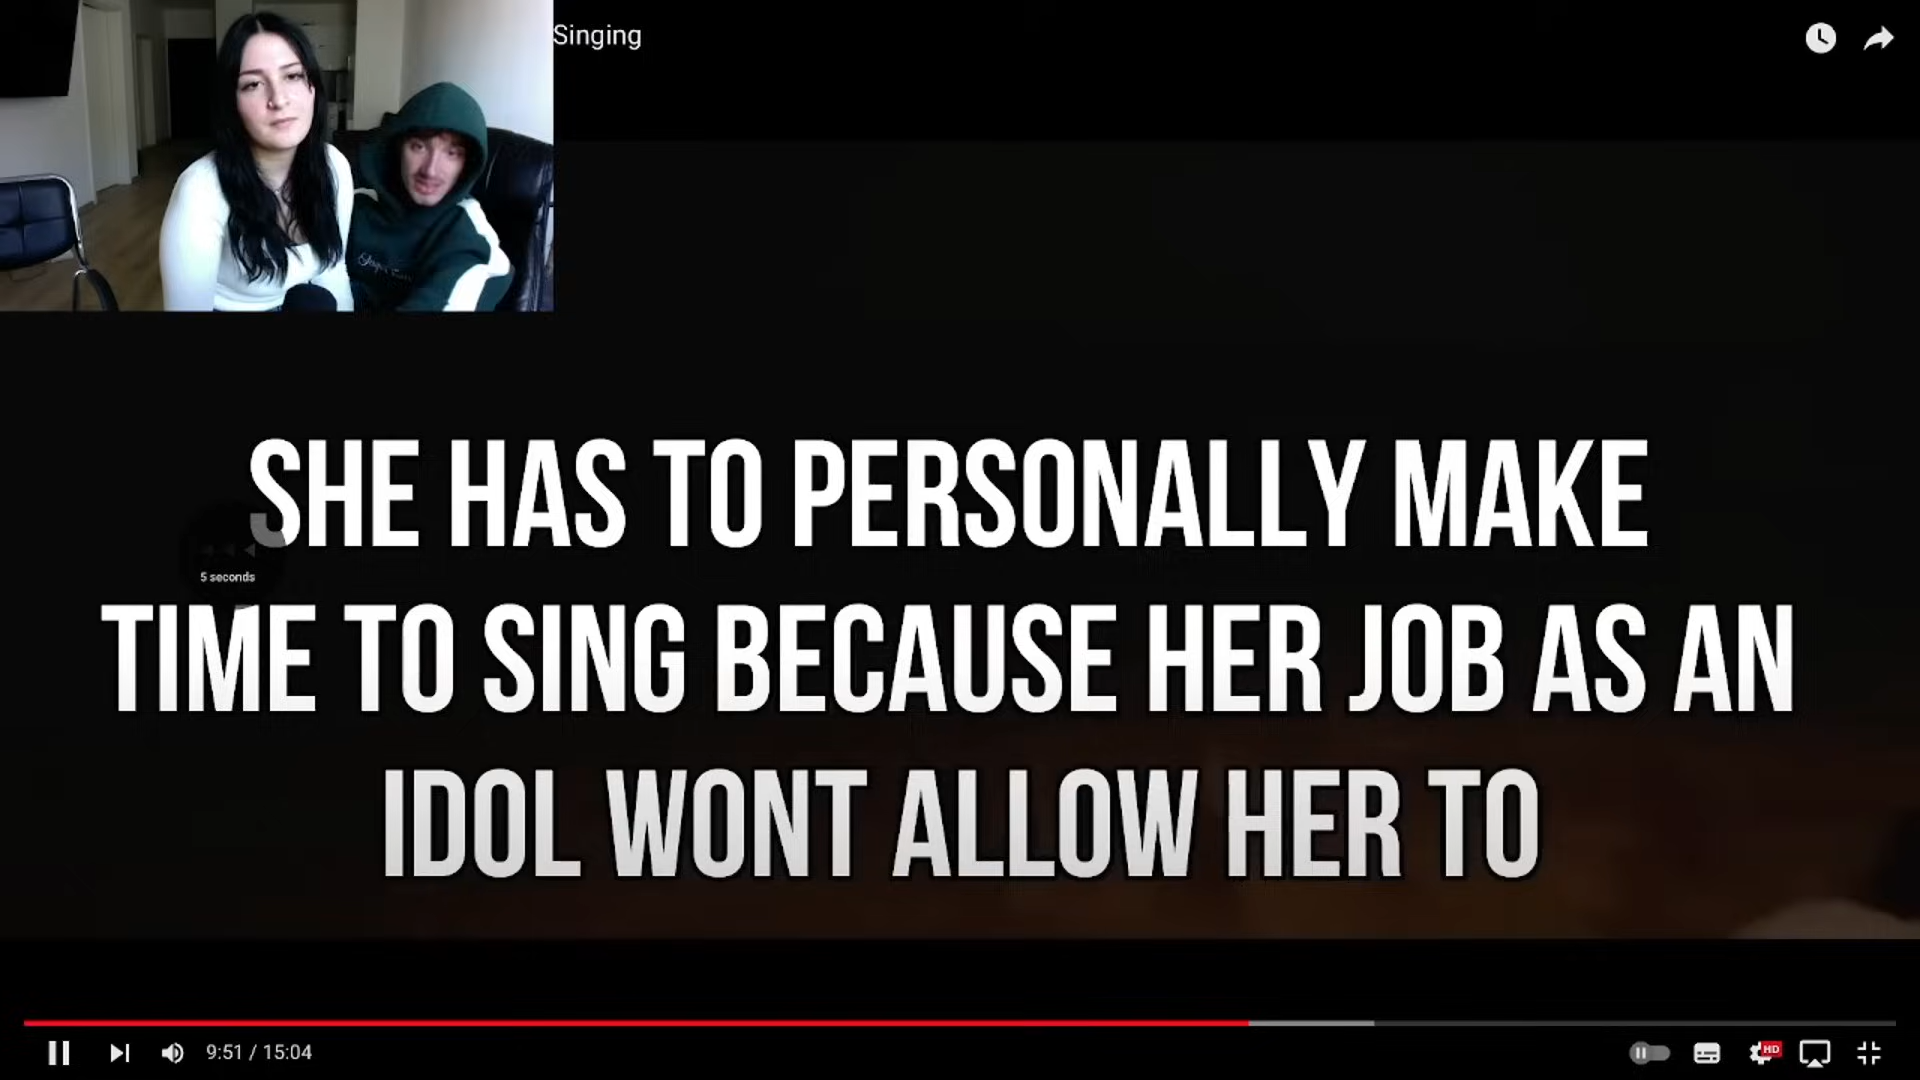 Singing
SHE HAS TO PERSONALLY MAKE
5 seconds
TIME TO SING BECAUSE HER JOB AS AN
IDOL WONT ALLOW HER TO
9:51 / 15:04
HD